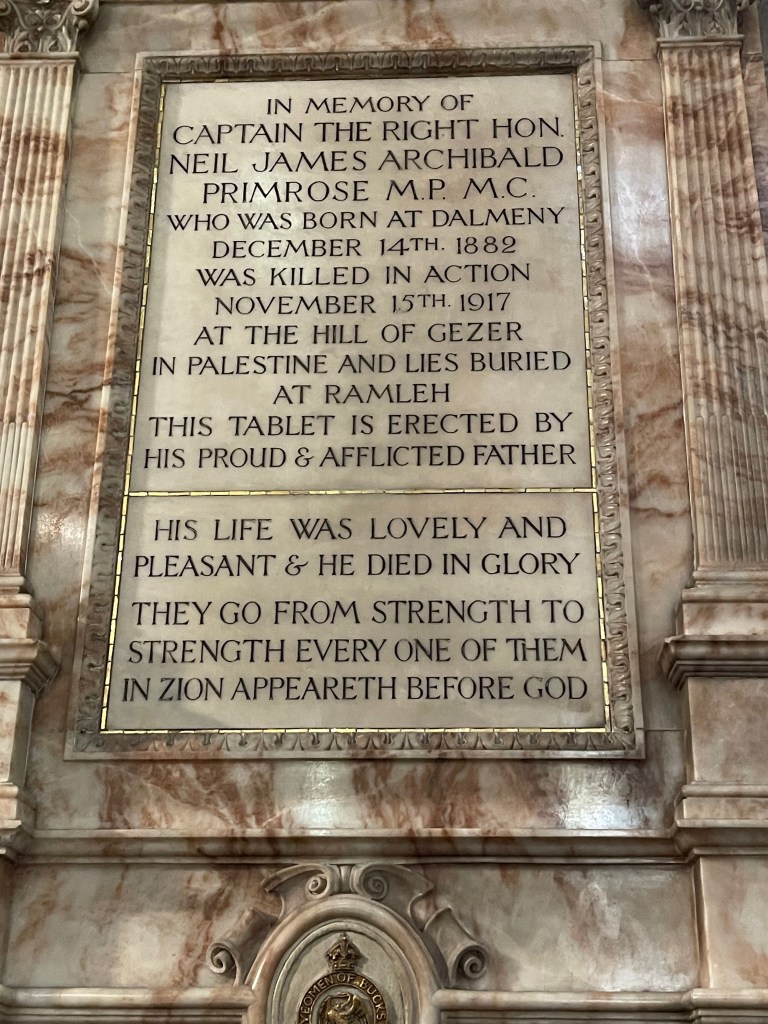 IN MEMORY OF
CAPTAIN THE RIGHT HON.
NEIL JAMES ARCHIBALD
PRIMROSE M.P. M.C.
WHO WAS BORN AT DALMENY
DECEMBER 14TH. 1882
WAS KILLED IN ACTION
NOVEMBER 15TH. 1917
AT THE HILL OF GEZER
IN PALESTINE AND LIES BURIED
AT RAMLEH
THIS TABLET IS ERECTED BY
HIS PROUD & AFFLICTED FATHER
HIS LIFE WAS LOVELY AND
PLEASANT & HE DIED IN GLORY
THEY GO FROM STRENGTH TO
STRENGTH EVERY ONE OF THEM
IN ZION APPEARETH BEFORE GOD
YEOMEN OF BUCKS